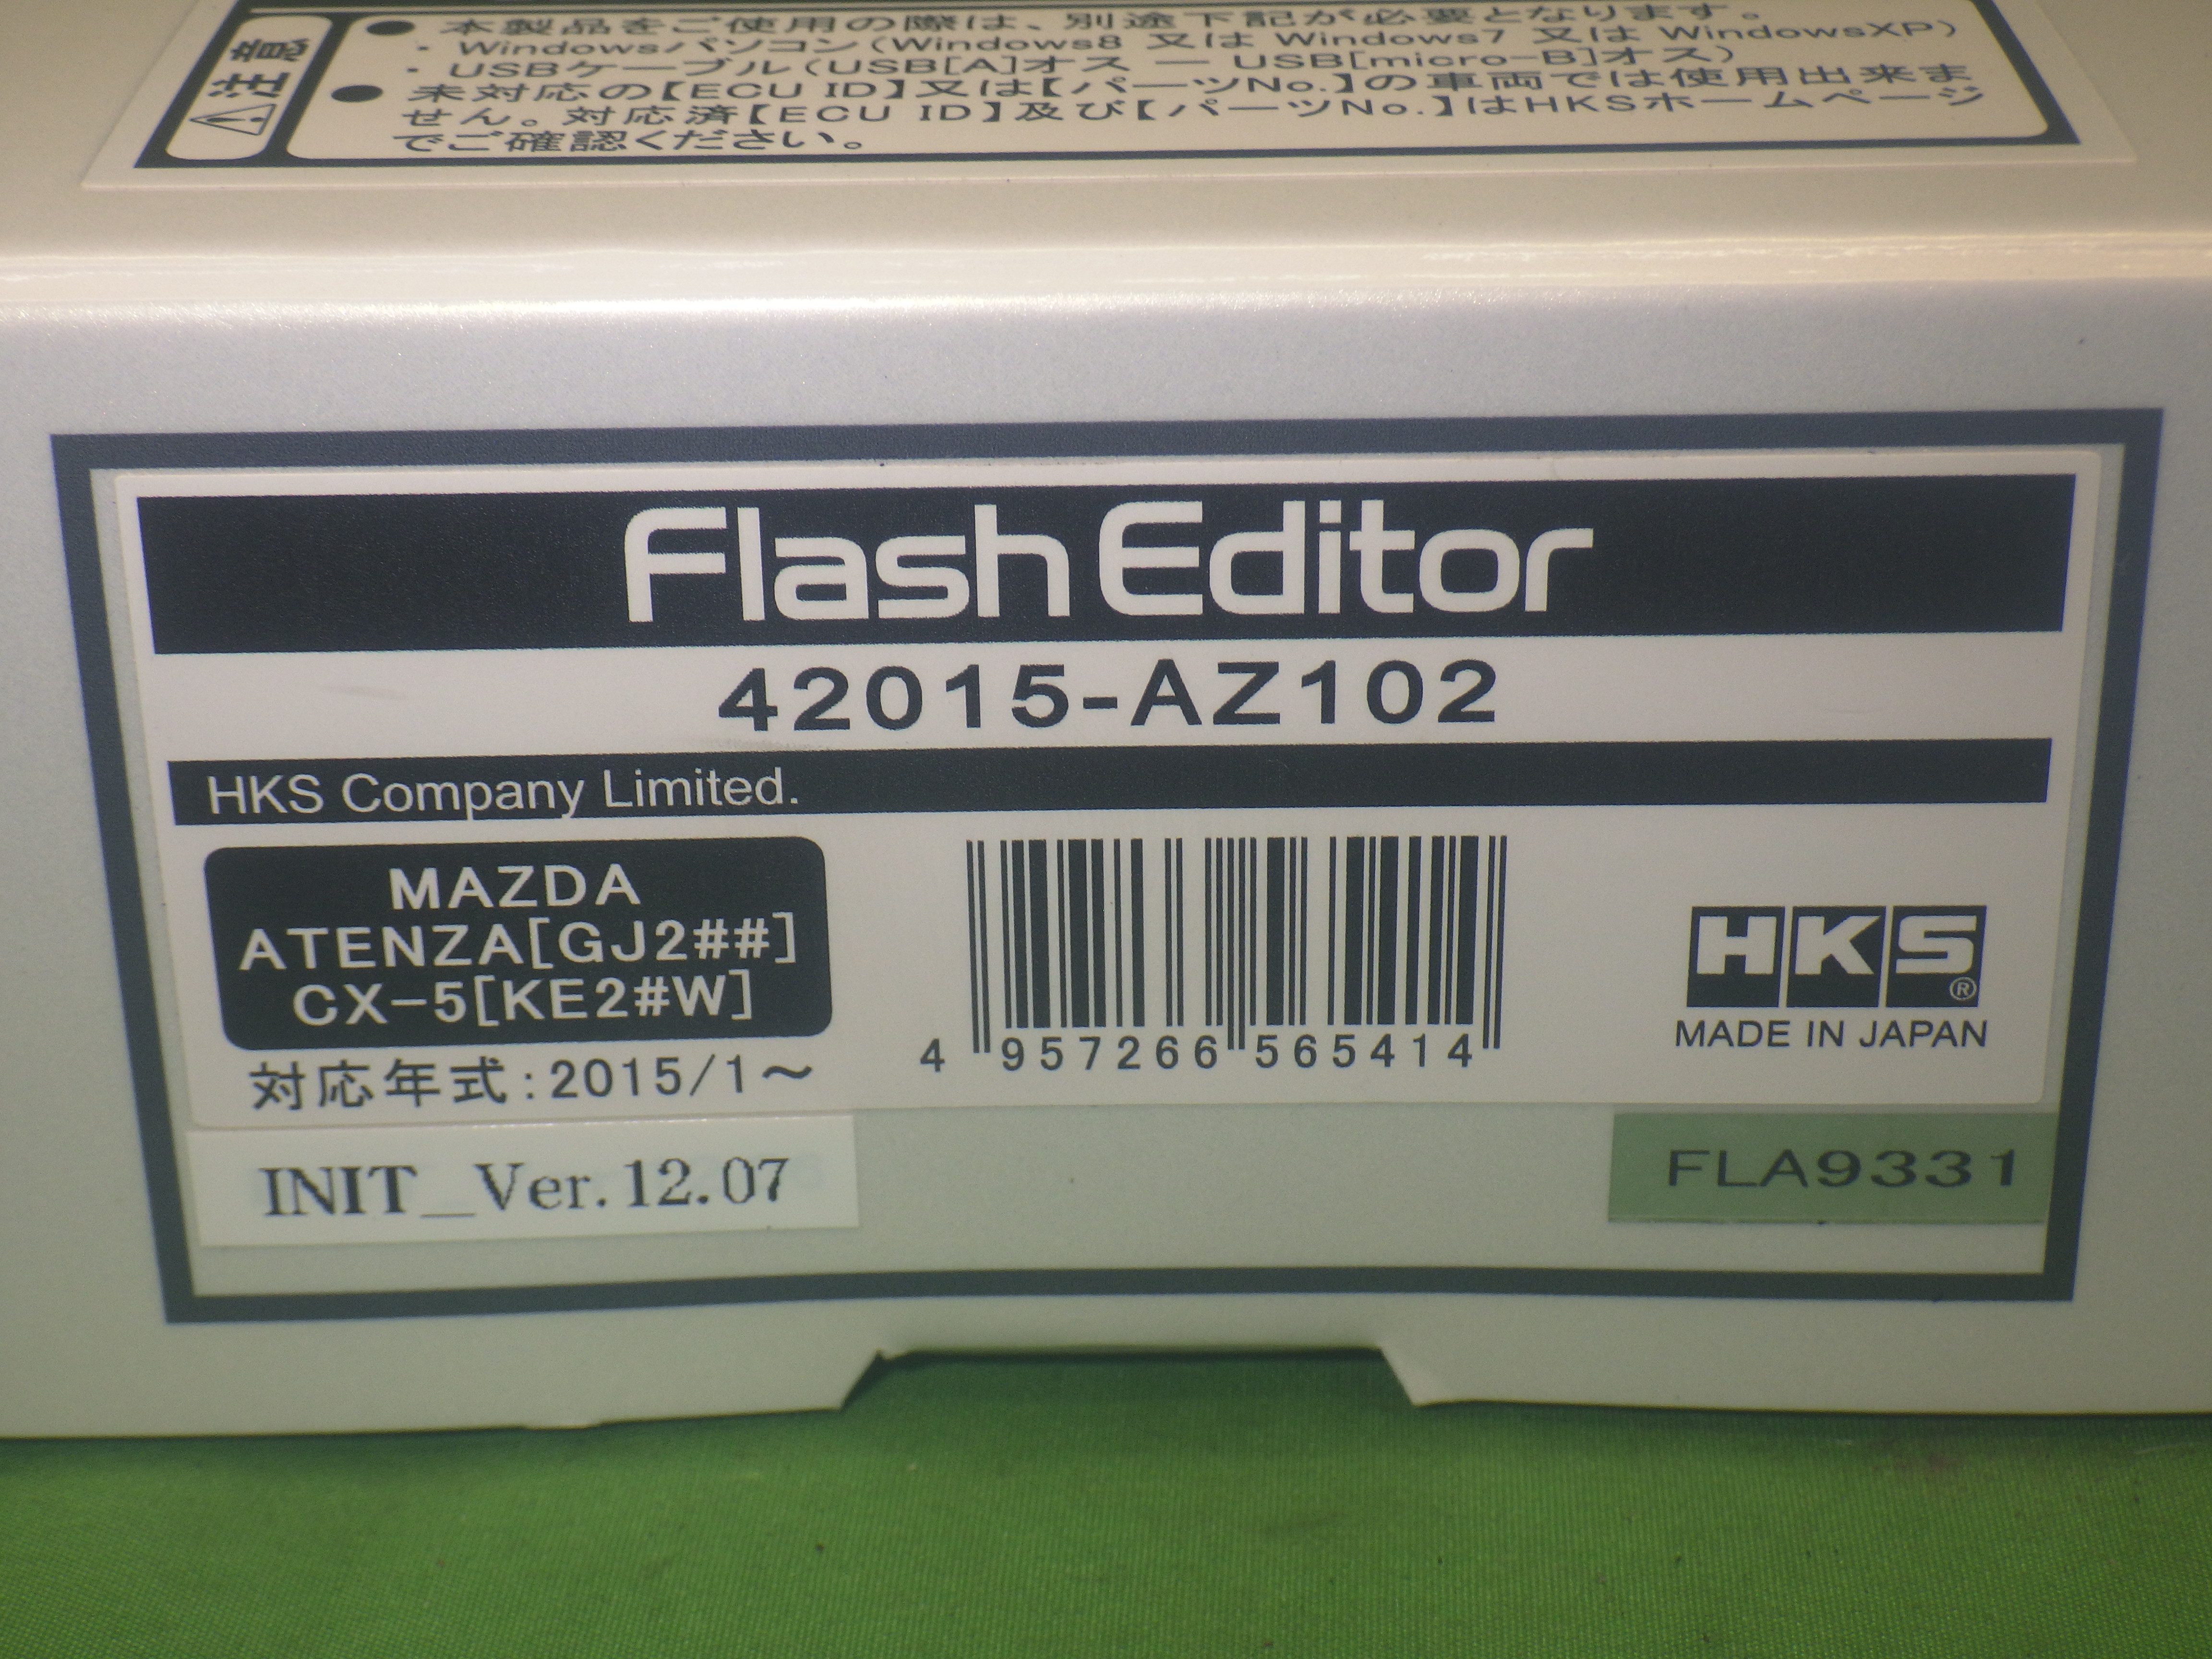 注意
● 本製品をご使用の際は、別途下記が必要となります。
・Windowsパソコン(Windows8 又は Windows7 又は WindowsXP)
・USBケーブル(USB[A]オス ー USB[micro-B]オス)
● 未対応の【ECU ID】又は【パーツNo.】の車両では使用出来ま
せん。対応済【ECU ID】及び【パーツNo.】はHKSホームページ
でご確認ください。
Flash Editor
42015-AZ102
HKS Company Limited.
MAZDA
ATENZA[GJ2##]
CX-5[KE2#W]
対応年式:2015/1～
4 957266 565414
HKS®
MADE IN JAPAN
INIT_Ver.12.07
FLA9331